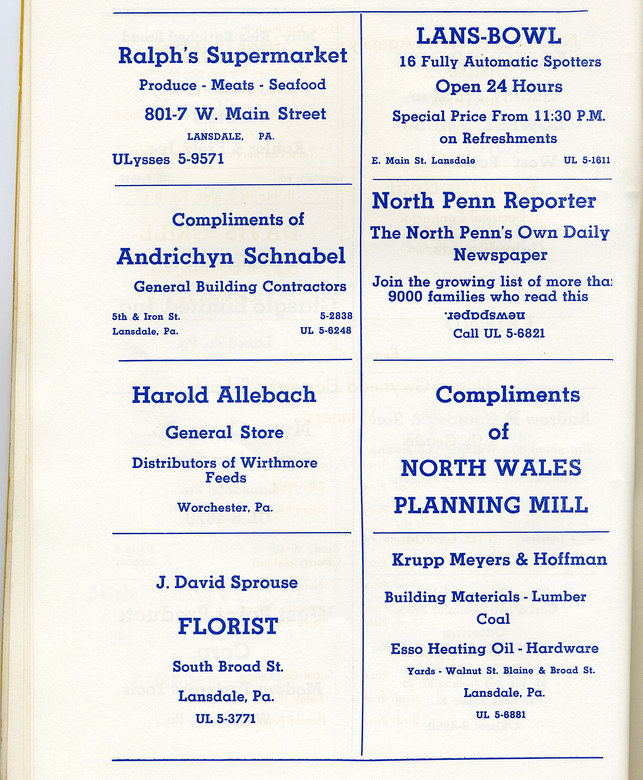 Ralph's Supermarket
Produce - Meats - Seafood
801-7 W. Main Street
LANSDALE, PA.
ULysses 5-9571
Compliments of
Andrichyn Schnabel
General Building Contractors
5th & Iron St. 5-2838
Lansdale, Pa. UL 5-6248
Harold Allebach
General Store
Distributors of Wirthmore
Feeds
Worchester, Pa.
J. David Sprouse
FLORIST
South Broad St.
Lansdale, Pa.
UL 5-3771
LANS-BOWL
16 Fully Automatic Spotters
Open 24 Hours
Special Price From 11:30 P.M.
on Refreshments
E. Main St. Lansdale UL 5-1611
North Penn Reporter
The North Penn's Own Daily
Newspaper
Join the growing list of more than
9000 families who read this
newspaper.
Call UL 5-6821
Compliments
of
NORTH WALES
PLANNING MILL
Krupp Meyers & Hoffman
Building Materials - Lumber
Coal
Esso Heating Oil - Hardware
Yards - Walnut St. Blaine & Broad St.
Lansdale, Pa.
UL 5-6881